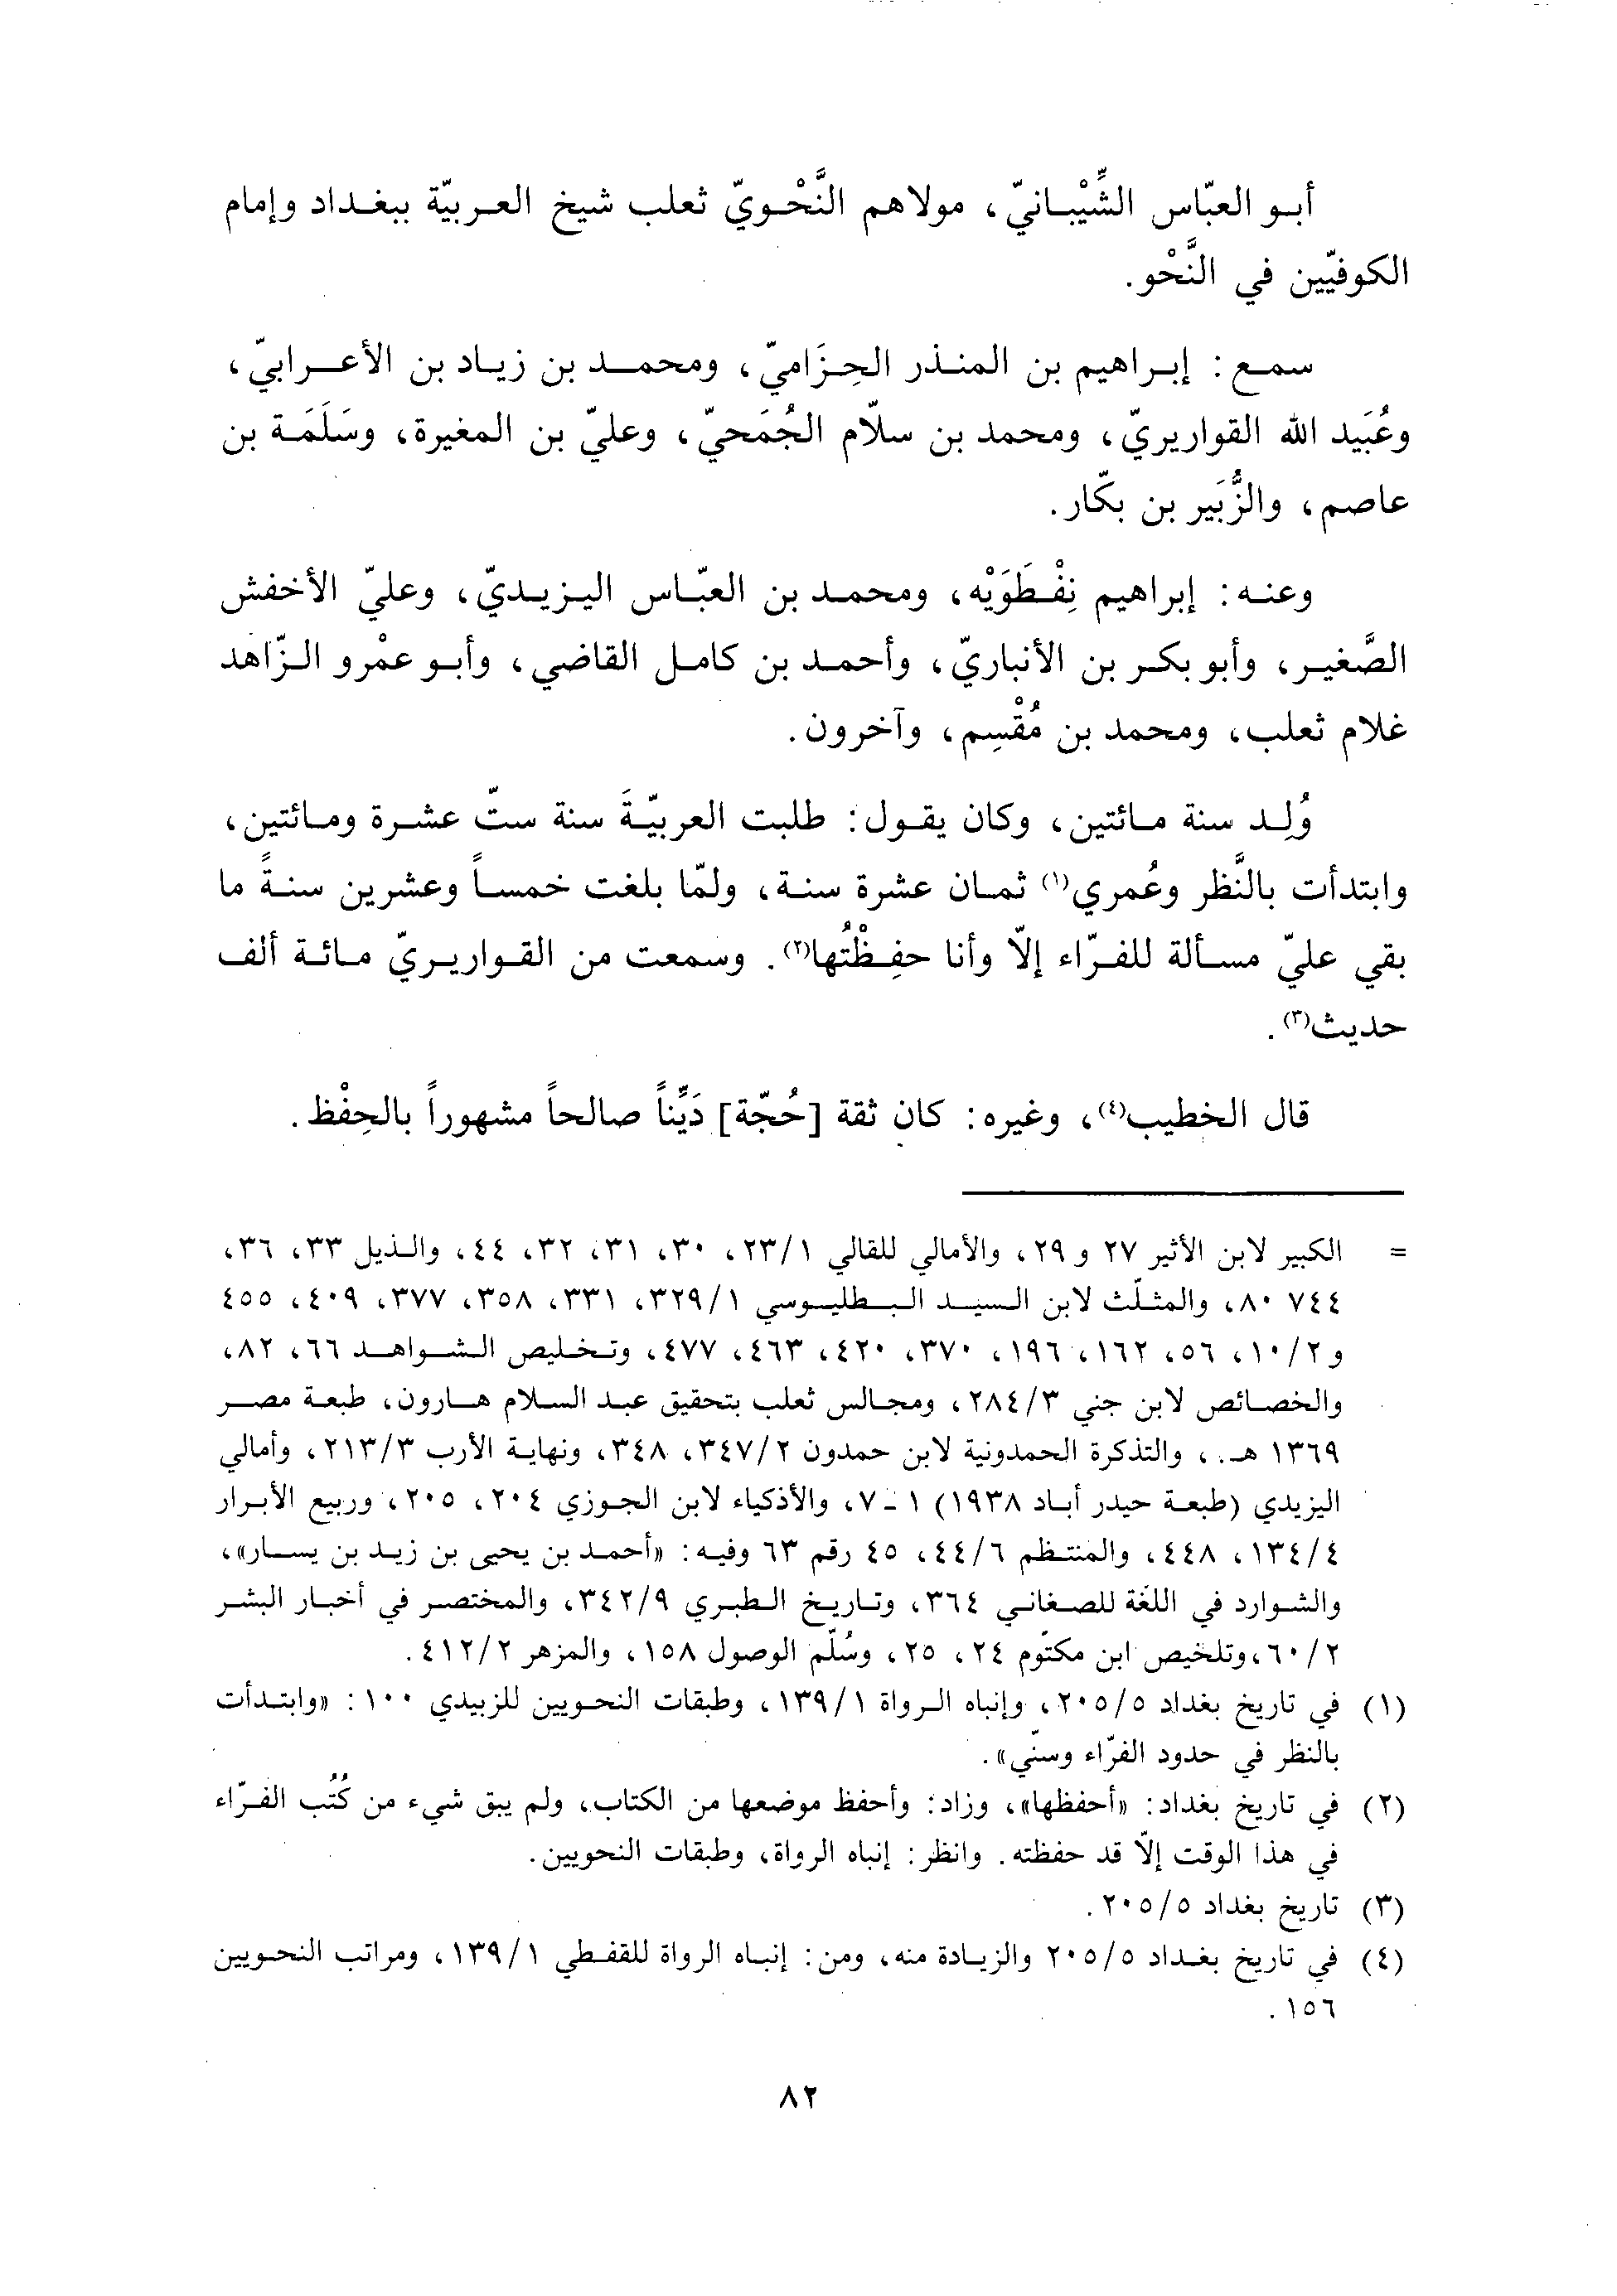 أبو العبّاس الشِّيْبانيّ، مولاهم النَّحْويّ ثعلب شيخ العربيّة ببغداد وإمام
الكوفيّين في النَّحْو.
سمع: إبراهيم بن المنذر الحِزَاميّ، ومحمد بن زياد بن الأعرابيّ،
وعُبَيد الله القواريريّ، ومحمد بن سلّام الجُمَحيّ، وعليّ بن المغيرة، وسَلَمَة بن
عاصم، والزُّبَير بن بكّار.
وعنه: إبراهيم نِفْطَوَيْه، ومحمد بن العبّاس اليزيديّ، وعليّ الأخفش
الصَّغير، وأبو بكر بن الأنباريّ، وأحمد بن كامل القاضي، وأبو عمْرو الزّاهد
غلام ثعلب، ومحمد بن مُقْسِم، وآخرون.
وُلِد سنة مائتين، وكان يقول: طلبت العربيّةَ سنة ستّ عشرة ومائتين،
وابتدأت بالنَّظر وعُمري(١) ثمان عشرة سنة، ولمّا بلغت خمساً وعشرين سنةً ما
بقي عليّ مسألة للفرّاء إلّا وأنا حفِظْتُها(٢). وسمعت من القواريريّ مائة ألف
حديث(٣).
قال الخطيب(٤)، وغيره: كان ثقة [حُجّة] دَيِّناً صالحاً مشهوراً بالحِفْظ.
= الكبير لابن الأثير ٢٧ و ٢٩، والأمالي للقالي ٢٣/١، ٣٠، ٣١، ٣٢، ٤٤، والذيل ٣٣، ٣٦،
٧٤٤ ٨٠، والمثلّث لابن السيد البطليوسي ٣٢٩/١، ٣٣١، ٣٥٨، ٣٧٧، ٤٠٩، ٤٥٥
و ١٠/٢، ٥٦، ١٦٢، ١٩٦، ٣٧٠، ٤٢٠، ٤٦٣، ٤٧٧، وتخليص الشواهد ٦٦، ٨٢،
والخصائص لابن جني ٢٨٤/٣، ومجالس ثعلب بتحقيق عبد السلام هارون، طبعة مصر
١٣٦٩ هـ.، والتذكرة الحمدونية لابن حمدون ٣٤٧/٢، ٣٤٨، ونهاية الأرب ٢١٣/٣، وأمالي
اليزيدي (طبعة حيدر أباد ١٩٣٨) ١ - ٧، والأذكياء لابن الجوزي ٢٠٤، ٢٠٥، وربيع الأبرار
١٣٤/٤، ٤٤٨، والمنتظم ٤٤/٦، ٤٥ رقم ٦٣ وفيه: «أحمد بن يحيى بن زيد بن يسار»،
والشوارد في اللغة للصغاني ٣٦٤، وتاريخ الطبري ٣٤٢/٩، والمختصر في أخبار البشر
٦٠/٢، وتلخيص ابن مكتوم ٢٤، ٢٥، وسُلّم الوصول ١٥٨، والمزهر ٤١٢/٢.
(١) في تاريخ بغداد ٢٠٥/٥، وإنباه الرواة ١٣٩/١، وطبقات النحويين للزبيدي ١٠٠: «وابتدأت
بالنظر في حدود الفرّاء وسنّي».
(٢) في تاريخ بغداد: «أحفظها»، وزاد: وأحفظ موضعها من الكتاب، ولم يبق شيء من كُتُب الفرّاء
في هذا الوقت إلّا قد حفظته. وانظر: إنباه الرواة، وطبقات النحويين.
(٣) تاريخ بغداد ٢٠٥/٥.
(٤) في تاريخ بغداد ٢٠٥/٥ والزيادة منه، ومن: إنباه الرواة للقفطي ١٣٩/١، ومراتب النحويين
١٥٦.
٨٢